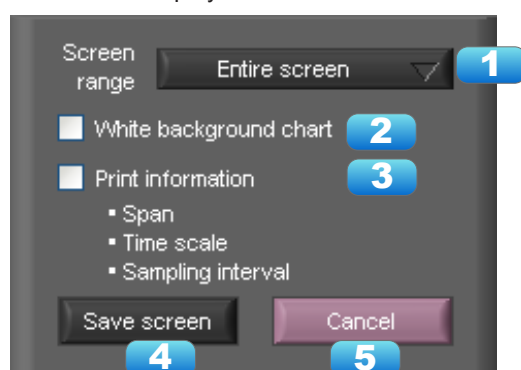 Screen
range
Entire screen
1
White background chart
2
Print information
3
▪ Span
▪ Time scale
▪ Sampling interval
Save screen
Cancel
4
5